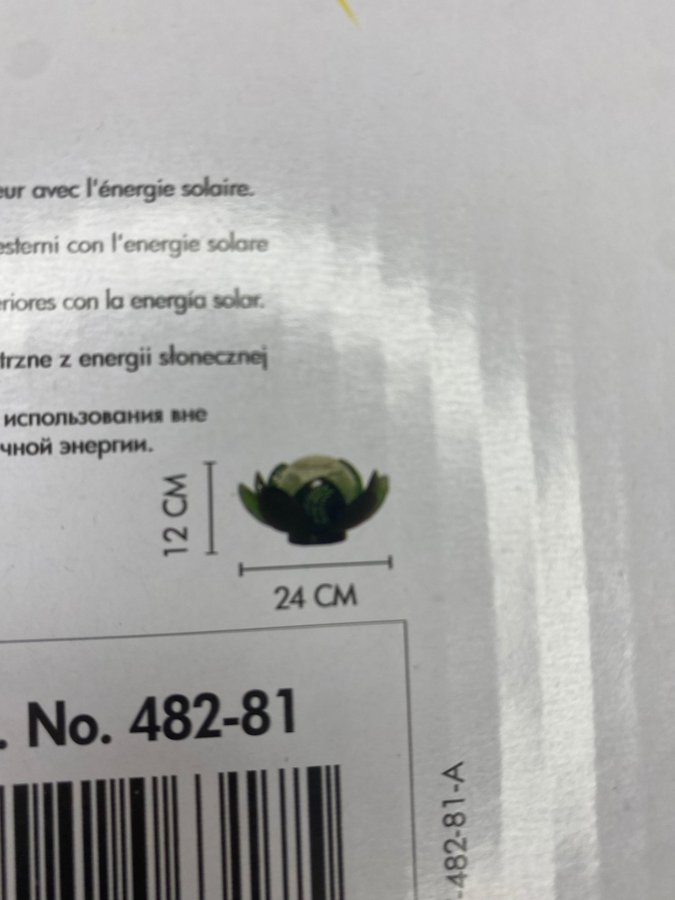 eur avec l'énergie solaire.
esterni con l'energie solare
eriores con la energía solar.
trzne z energii słonecznej
использования вне
чной энергии.
12 CM
24 CM
. No. 482-81
-482-81-A